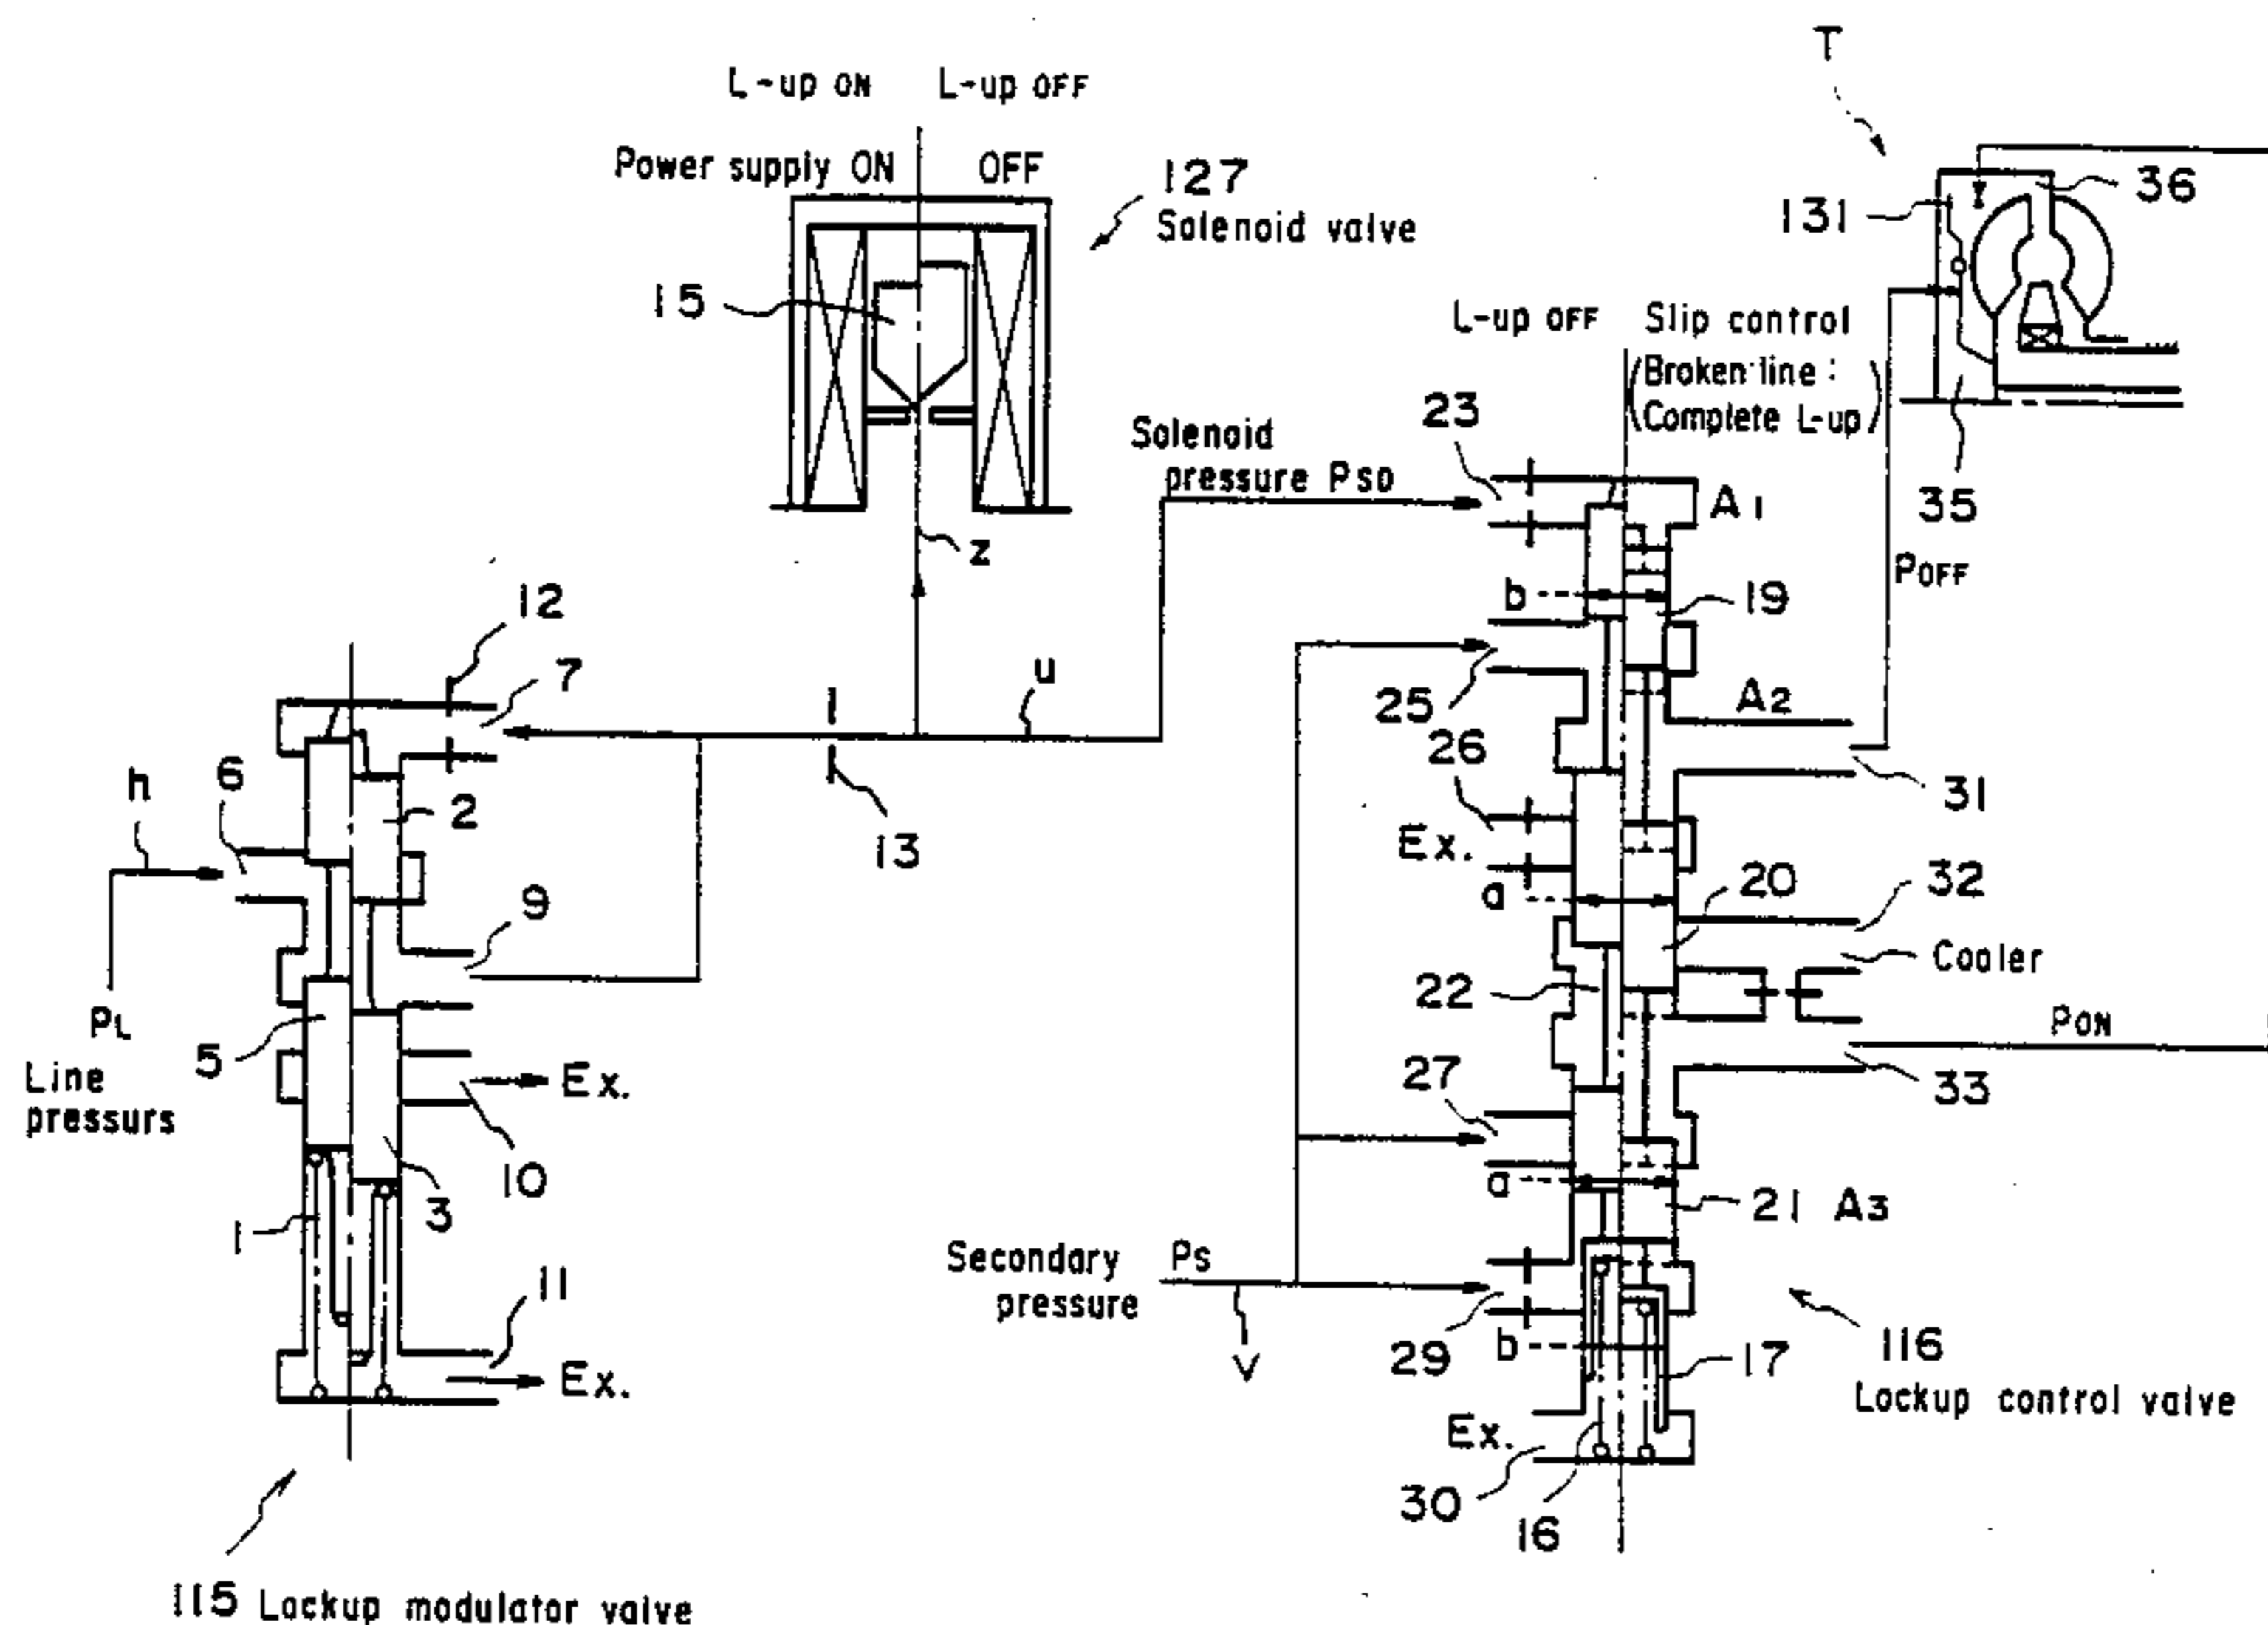 L-up ON L-up OFF
Power supply ON OFF
127
Solenoid valve
15
z
T
131
36
35
L-up OFF Slip control
(Broken line :
Complete L-up)
23
Solenoid
pressure PSO
A1
b
19
POFF
12
7
u
25
A2
26
31
h
6
2
13
Ex.
9
a
20
32
Cooler
22
PL
5
Line
pressurs
Ex.
10
PON
27
33
1
3
a
21 A3
11
Secondary
pressure
Ps
V
29
b
17
116
Lockup control valve
Ex.
Ex.
30
16
115 Lockup modulator valve